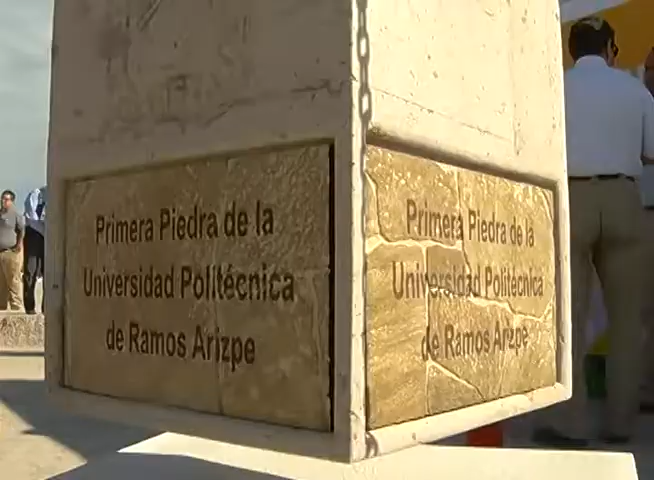 Primera Piedra de la
Universidad Politécnica
de Ramos Arizpe
Primera Piedra de la
Universidad Politécnica
de Ramos Arizpe